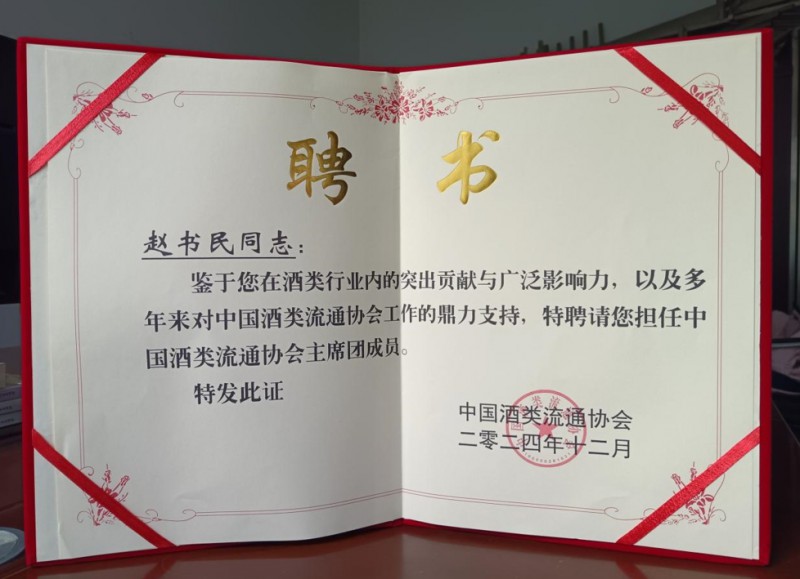 聘 书
赵书民同志：
鉴于您在酒类行业内的突出贡献与广泛影响力，以及多
年来对中国酒类流通协会工作的鼎力支持，特聘请您担任中
国酒类流通协会主席团成员。
特发此证
中国酒类流通协会
二零二四年十二月